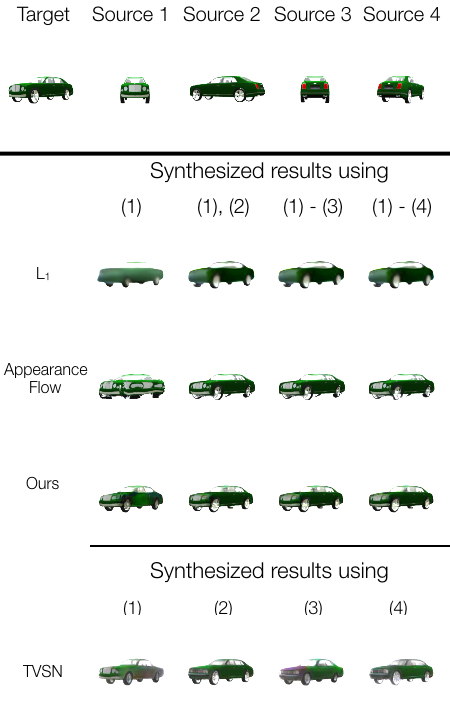 Target Source 1 Source 2 Source 3 Source 4
Synthesized results using
(1) (1), (2) (1) - (3) (1) - (4)
L₁
Appearance
Flow
Ours
Synthesized results using
(1) (2) (3) (4)
TVSN